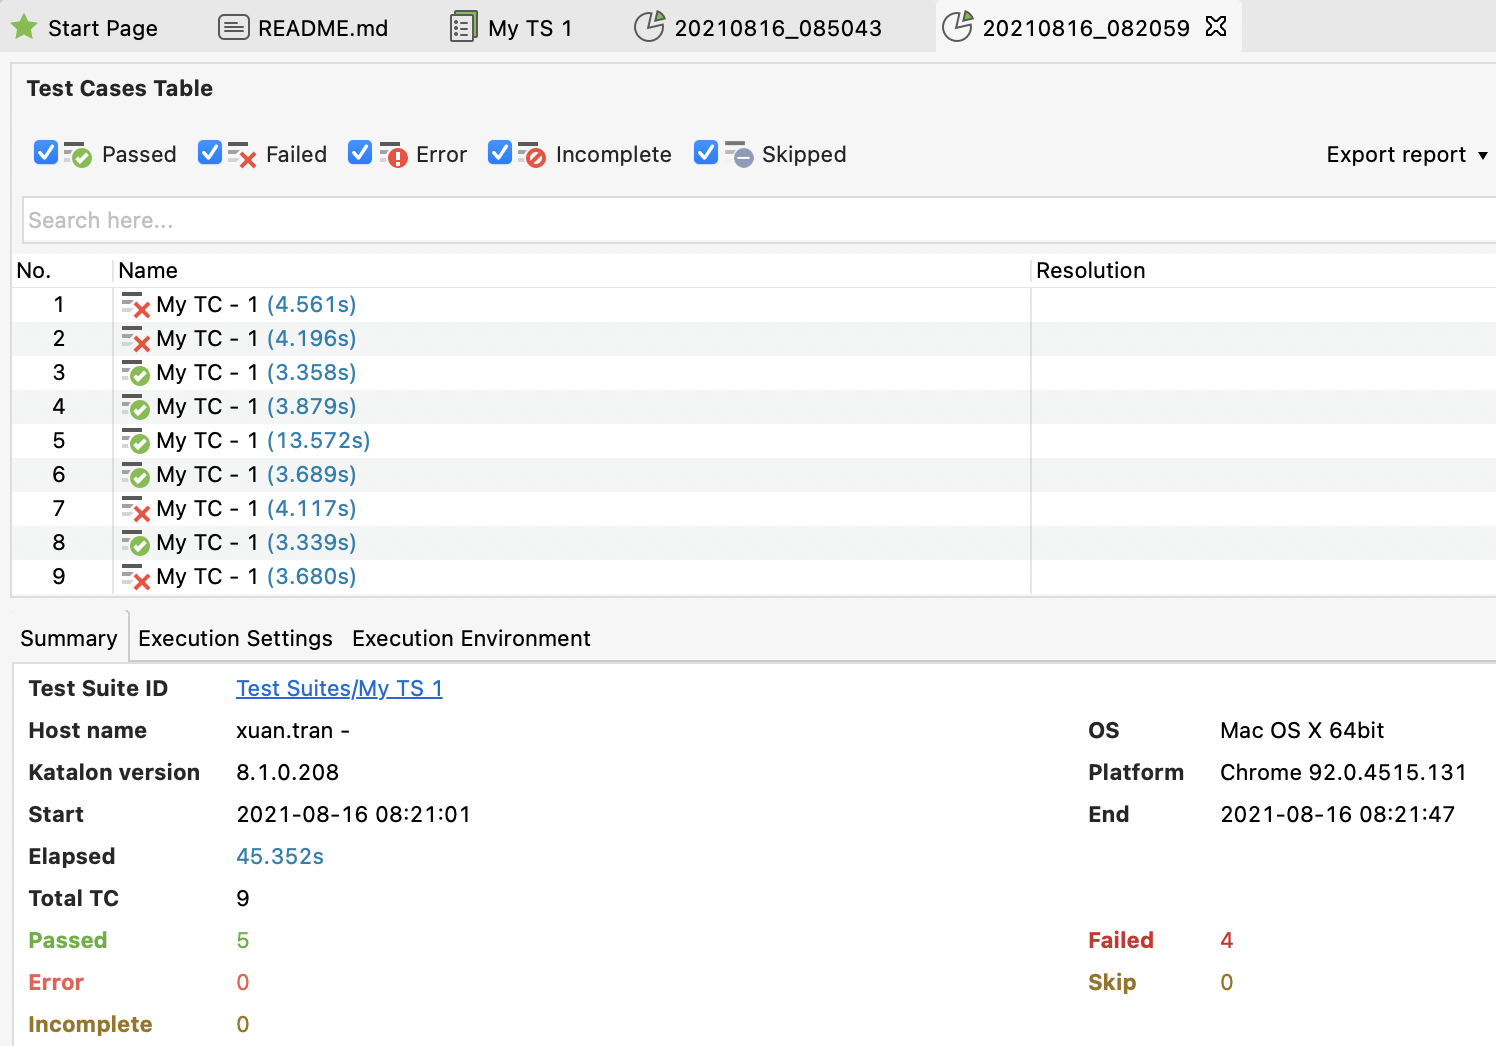 Start Page README.md My TS 1 20210816_085043 20210816_082059
Test Cases Table
Passed Failed Error Incomplete Skipped Export report
Search here...
No. Name Resolution
1 My TC - 1 (4.561s)
2 My TC - 1 (4.196s)
3 My TC - 1 (3.358s)
4 My TC - 1 (3.879s)
5 My TC - 1 (13.572s)
6 My TC - 1 (3.689s)
7 My TC - 1 (4.117s)
8 My TC - 1 (3.339s)
9 My TC - 1 (3.680s)
Summary Execution Settings Execution Environment
Test Suite ID Test Suites/My TS 1
Host name xuan.tran - OS Mac OS X 64bit
Katalon version 8.1.0.208 Platform Chrome 92.0.4515.131
Start 2021-08-16 08:21:01 End 2021-08-16 08:21:47
Elapsed 45.352s
Total TC 9
Passed 5 Failed 4
Error 0 Skip 0
Incomplete 0